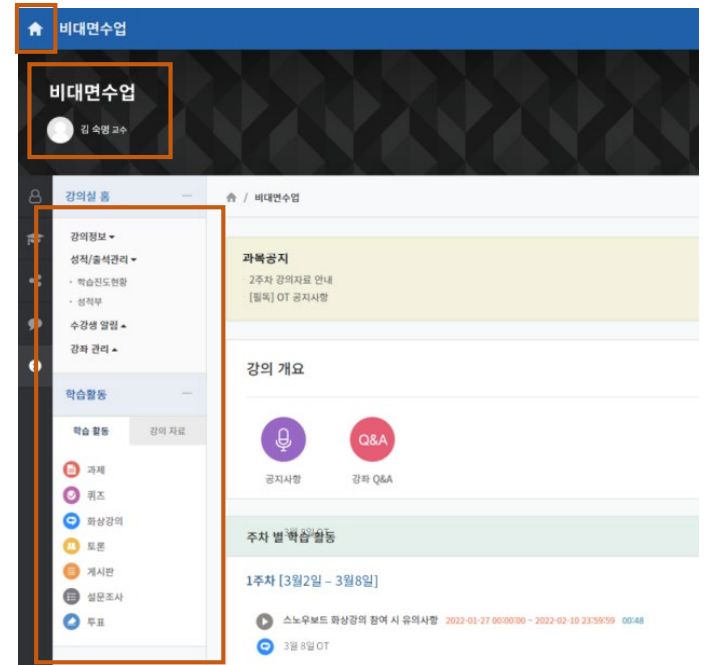 비대면수업
비대면수업
김 숙명 교수
강의실 홈
강의정보
성적/출석관리
· 학습진도현황
· 성적부
수강생 알림
강좌 관리
학습활동
학습 활동 강의 자료
과제
퀴즈
화상강의
토론
게시판
설문조사
투표
/ 비대면수업
과목공지
· 2주차 강의자료 안내
· [필독] OT 공지사항
강의 개요
Q&A
공지사항 강좌 Q&A
주차 별 학습 활동
3월 8일 OT
1주차 [3월2일 – 3월8일]
스노우보드 화상강의 참여 시 유의사항 2022-01-27 00:00:00 ~ 2022-02-10 23:59:59 00:48
3월 8일 OT